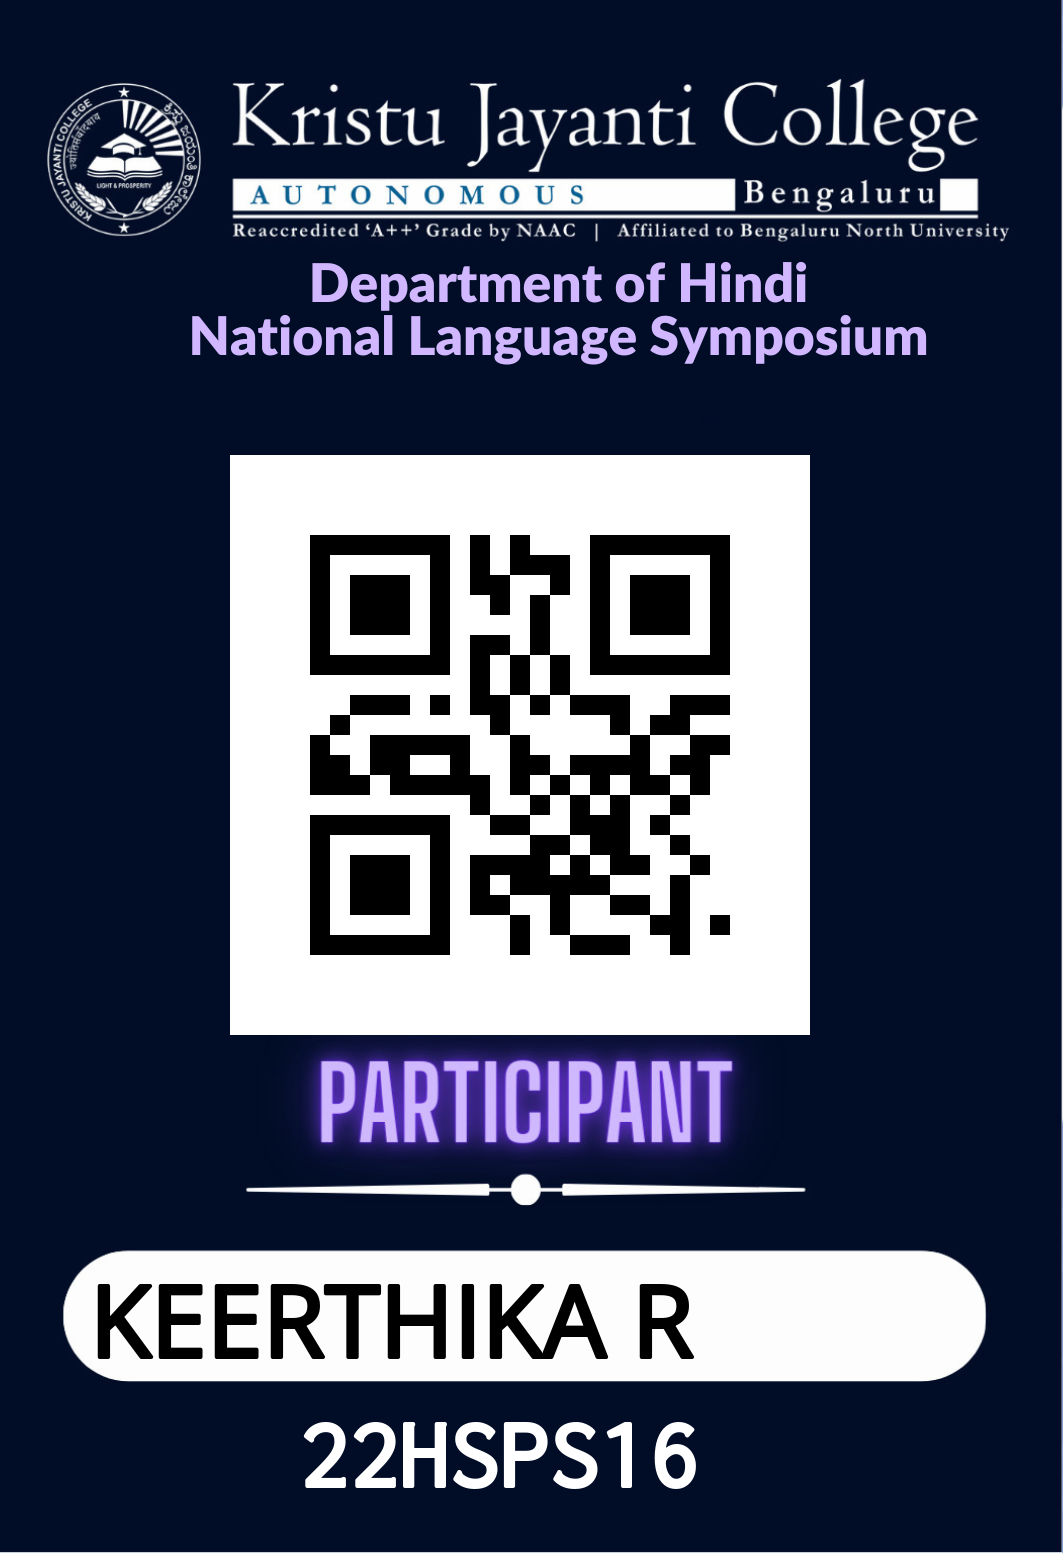 Kristu Jayanti College
AUTONOMOUS Bengaluru
Reaccredited ‘A++’ Grade by NAAC | Affiliated to Bengaluru North University
KRISTU JAYANTI COLLEGE
LIGHT & PROSPERITY
Department of Hindi
National Language Symposium
PARTICIPANT
KEERTHIKA R
22HSPS16